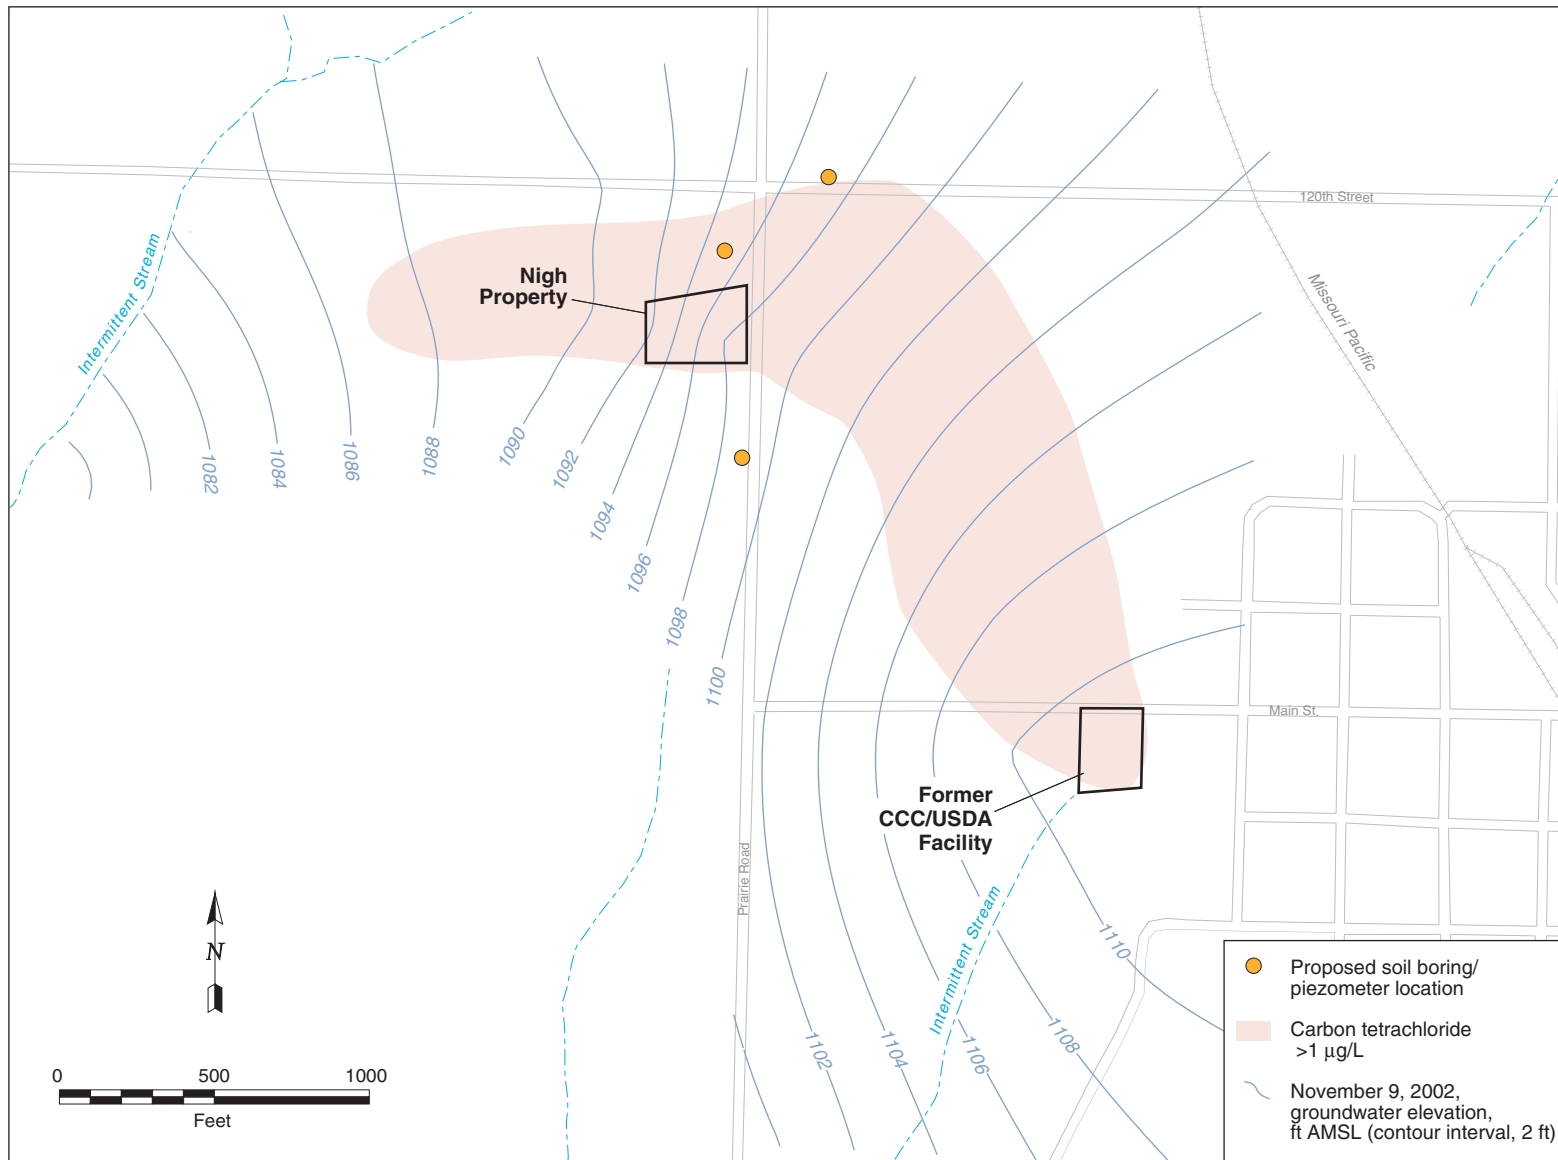 120th Street
Nigh
Property
Intermittent Stream
Missouri Pacific
1082
1084
1086
1088
1090
1092
1094
1096
1098
1100
Main St.
Former
CCC/USDA
Facility
Prairie Road
Intermittent Stream
1110
1102
1104
1106
1108
N
0 500 1000
Feet
Proposed soil boring/
piezometer location
Carbon tetrachloride
>1 μg/L
November 9, 2002,
groundwater elevation,
ft AMSL (contour interval, 2 ft)